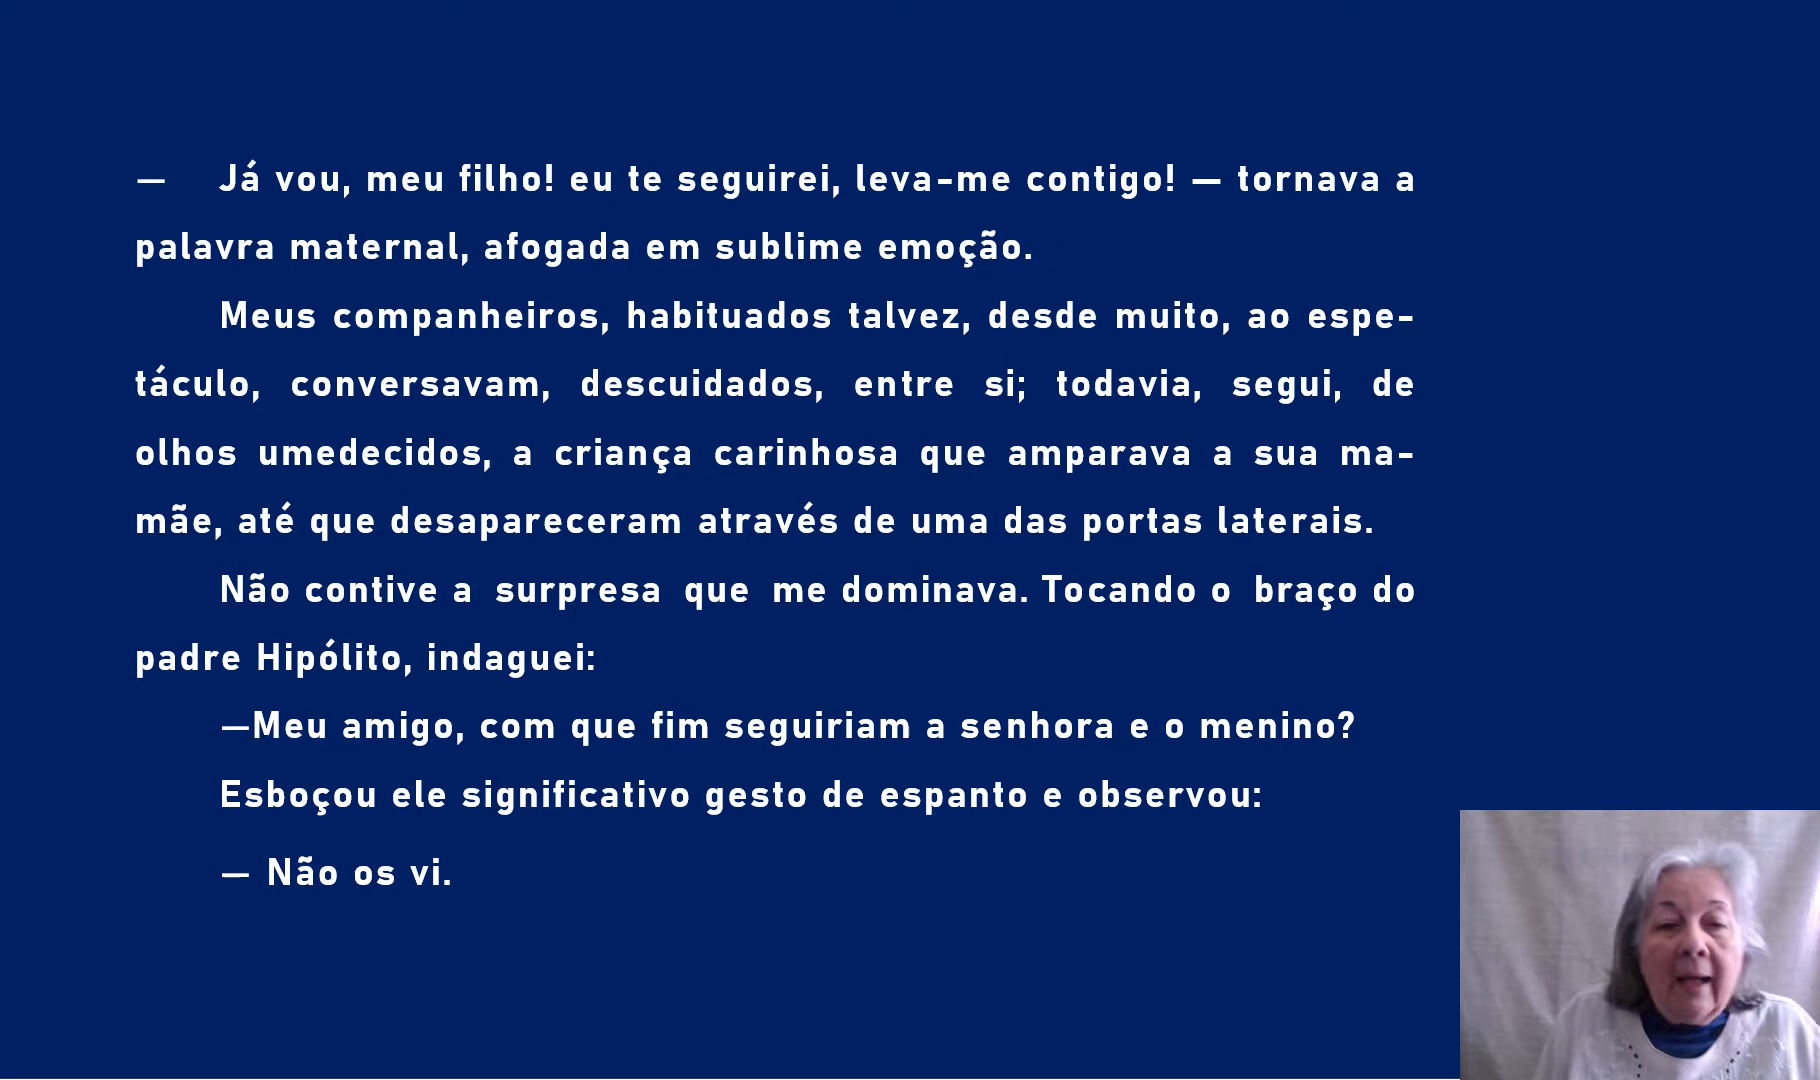 — Já vou, meu filho! eu te seguirei, leva-me contigo! — tornava a
palavra maternal, afogada em sublime emoção.
Meus companheiros, habituados talvez, desde muito, ao espe-
táculo, conversavam, descuidados, entre si; todavia, segui, de
olhos umedecidos, a criança carinhosa que amparava a sua ma-
mãe, até que desapareceram através de uma das portas laterais.
Não contive a surpresa que me dominava. Tocando o braço do
padre Hipólito, indaguei:
—Meu amigo, com que fim seguiriam a senhora e o menino?
Esboçou ele significativo gesto de espanto e observou:
— Não os vi.